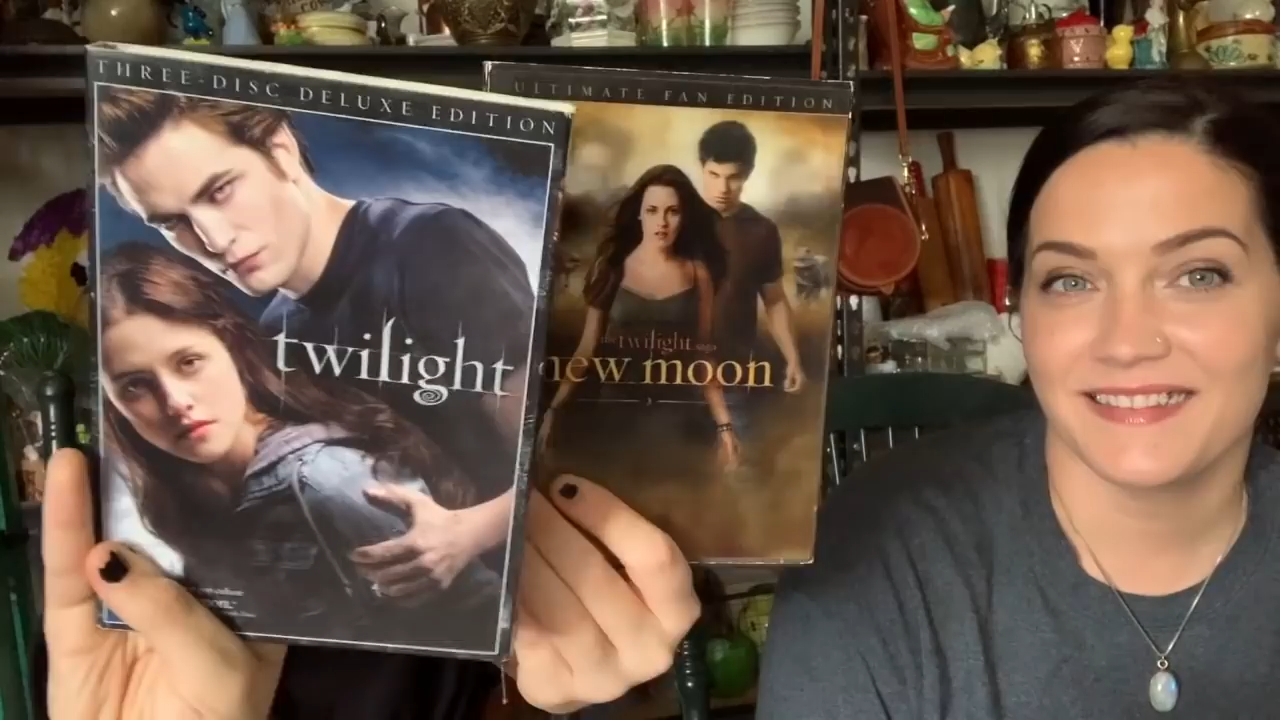 THREE-DISC DELUXE EDITION
twilight
ULTIMATE FAN EDITION
the twilight saga
new moon